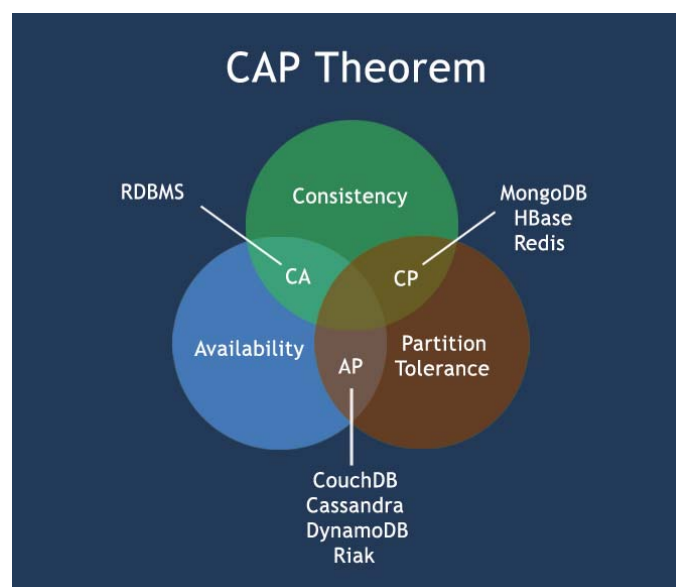 CAP Theorem
Consistency
RDBMS
MongoDB
HBase
Redis
CA
CP
Availability
Partition
Tolerance
AP
CouchDB
Cassandra
DynamoDB
Riak